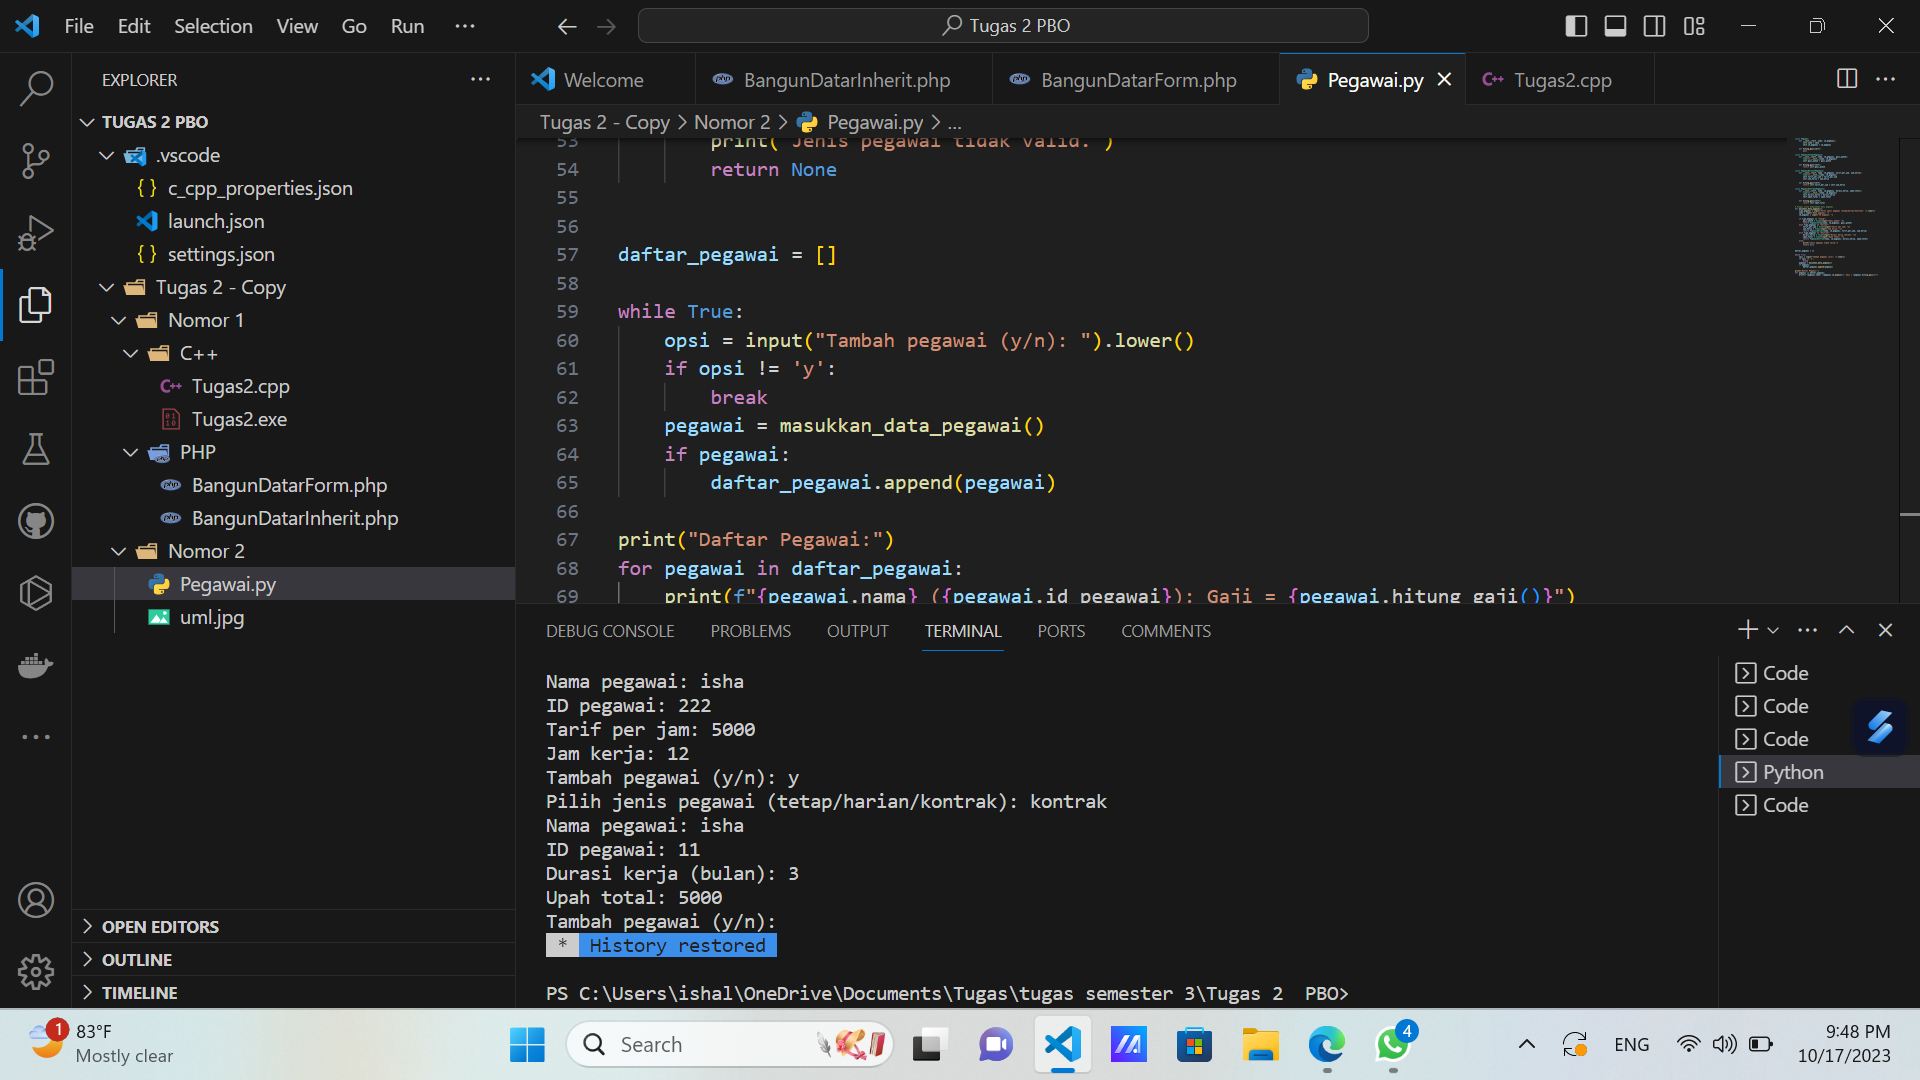 File Edit Selection View Go Run ···
Tugas 2 PBO
EXPLORER
TUGAS 2 PBO
.vscode
{} c_cpp_properties.json
launch.json
{} settings.json
Tugas 2 - Copy
Nomor 1
C++
Tugas2.cpp
Tugas2.exe
PHP
BangunDatarForm.php
BangunDatarInherit.php
Nomor 2
Pegawai.py
uml.jpg
OPEN EDITORS
OUTLINE
TIMELINE
Welcome BangunDatarInherit.php BangunDatarForm.php Pegawai.py Tugas2.cpp
Tugas 2 - Copy > Nomor 2 > Pegawai.py > ...
53 print("Jenis pegawai tidak valid.")
54 return None
55
56
57 daftar_pegawai = []
58
59 while True:
60 opsi = input("Tambah pegawai (y/n): ").lower()
61 if opsi != 'y':
62 break
63 pegawai = masukkan_data_pegawai()
64 if pegawai:
65 daftar_pegawai.append(pegawai)
66
67 print("Daftar Pegawai:")
68 for pegawai in daftar_pegawai:
69 print(f"{pegawai.nama} ({pegawai.id_pegawai}): Gaji = {pegawai.hitung_gaji()}")
DEBUG CONSOLE PROBLEMS OUTPUT TERMINAL PORTS COMMENTS
Nama pegawai: isha
ID pegawai: 222
Tarif per jam: 5000
Jam kerja: 12
Tambah pegawai (y/n): y
Pilih jenis pegawai (tetap/harian/kontrak): kontrak
Nama pegawai: isha
ID pegawai: 11
Durasi kerja (bulan): 3
Upah total: 5000
Tambah pegawai (y/n):
* History restored
PS C:\Users\ishal\OneDrive\Documents\Tugas\tugas semester 3\Tugas 2  PBO>
Code
Code
Code
Python
Code
1
83°F
Mostly clear
Search
4
ENG
9:48 PM
10/17/2023